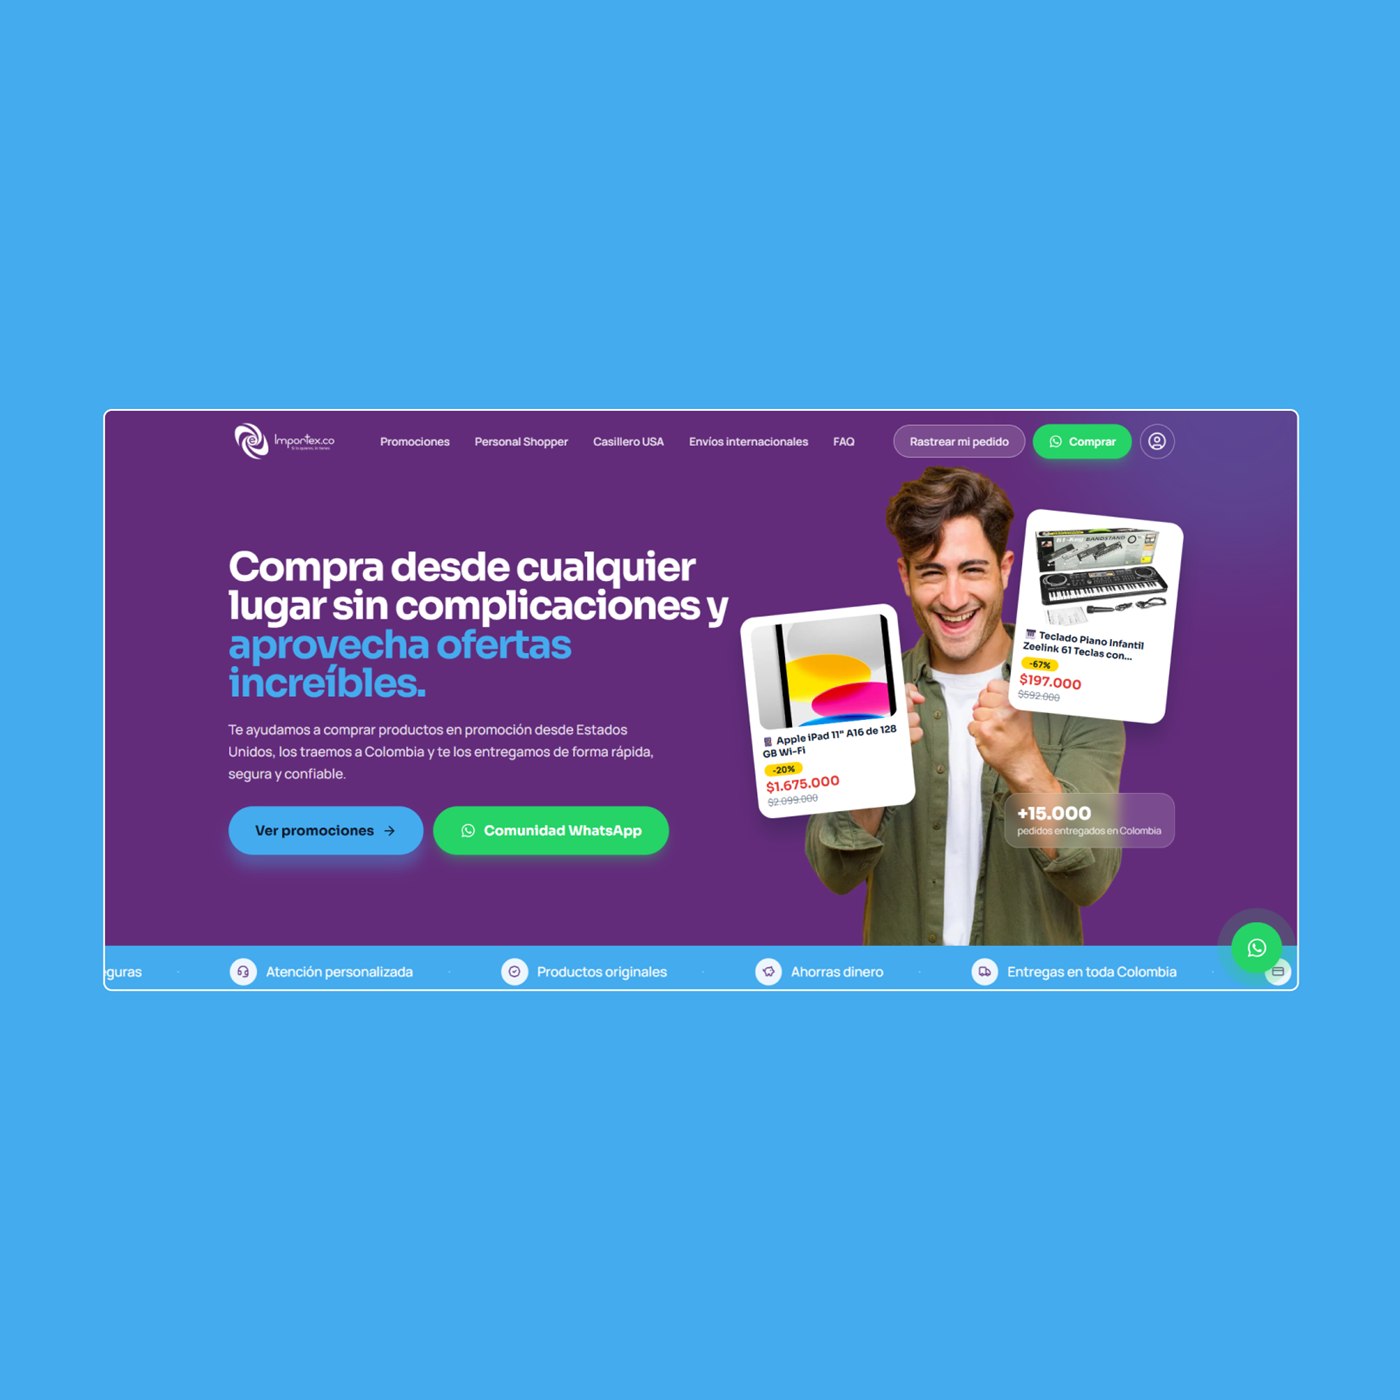 Importex.co
Promociones
Personal Shopper
Casillero USA
Envíos internacionales
FAQ
Rastrear mi pedido
Comprar
Compra desde cualquier
lugar sin complicaciones y
aprovecha ofertas
increíbles.
Te ayudamos a comprar productos en promoción desde Estados
Unidos, los traemos a Colombia y te los entregamos de forma rápida,
segura y confiable.
Ver promociones
Comunidad WhatsApp
Apple iPad 11" A16 de 128
GB Wi-Fi
-20%
$1.675.000
$2.099.000
61-Key BANDSTAND
Teclado Piano Infantil
Zeelink 61 Teclas con...
-67%
$197.000
$592.000
+15.000
pedidos entregados en Colombia
guras
Atención personalizada
Productos originales
Ahorras dinero
Entregas en toda Colombia